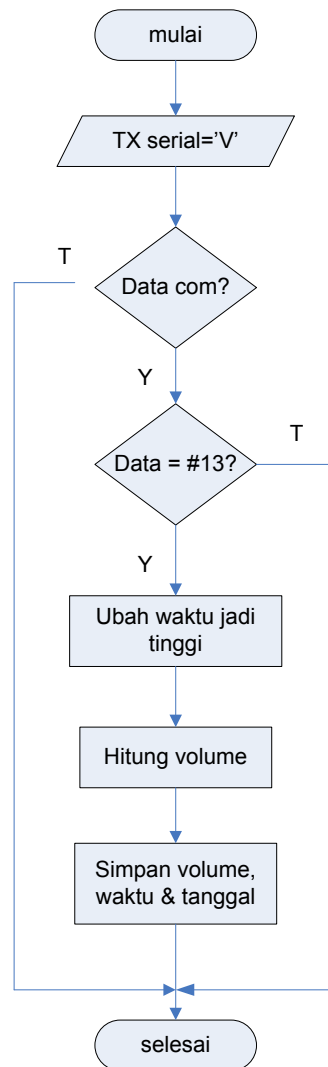 mulai
TX serial=’V’
T
Data com?
Y
T
Data = #13?
Y
Ubah waktu jadi
tinggi
Hitung volume
Simpan volume,
waktu & tanggal
selesai